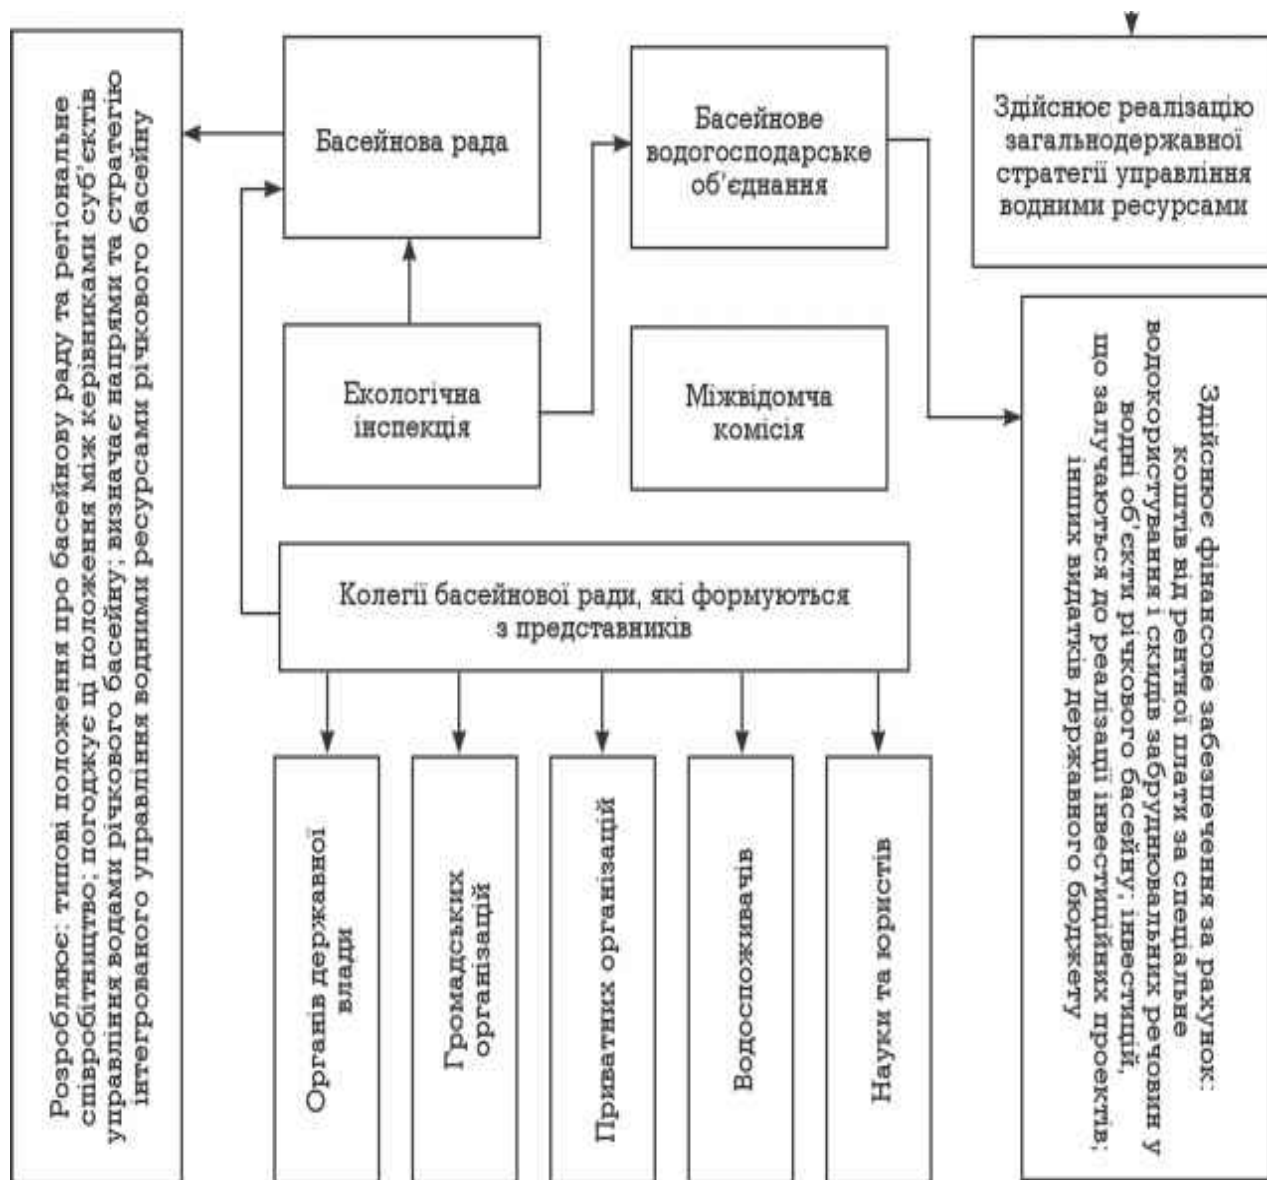 Розробляє: типові положення про басейнову раду та регіональне
співробітництво; погоджує ці положення між керівниками суб’єктів
управління водами річкового басейну; визначає напрями та стратегію
інтегрованого управління водними ресурсами річкового басейну
Басейнова рада
Басейнове
водогосподарське
об’єднання
Здійснює реалізацію
загальнодержавної
стратегії управління
водними ресурсами
Екологічна
інспекція
Міжвідомча
комісія
Здійснює фінансове забезпечення за рахунок:
коштів від рентної плати за спеціальне
водокористування і скидів забруднювальних речовин у
водні об’єкти річкового басейну; інвестицій,
що залучаються до реалізації інвестиційних проектів;
інших видатків державного бюджету
Колегії басейнової ради, які формуються
з представників
Органів державної
влади
Громадських
організацій
Приватних організацій
Водоспоживачів
Науки та юристів